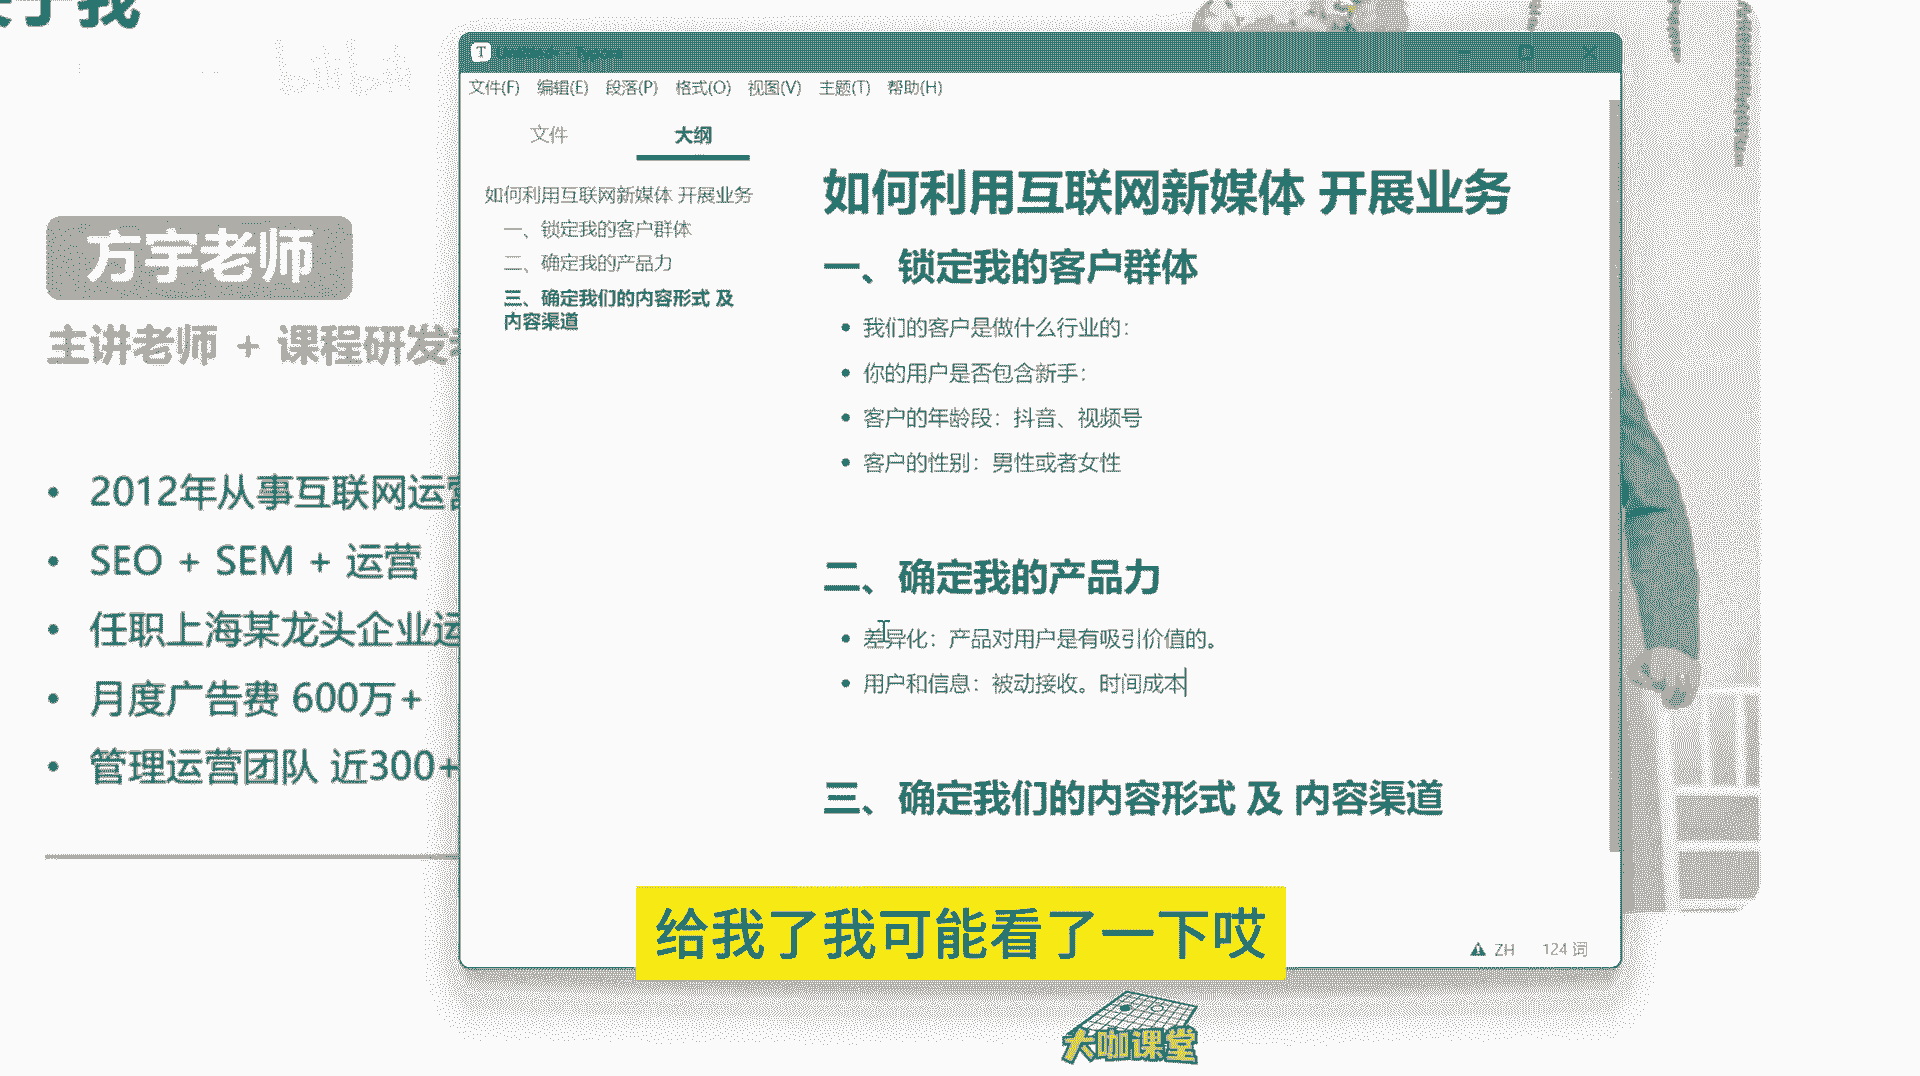 bilibili
方宇老师
主讲老师 + 课程研发
2012年从事互联网运营
SEO + SEM + 运营
任职上海某龙头企业运
月度广告费 600万+
管理运营团队 近300+
文件(F) 编辑(E) 段落(P) 格式(O) 视图(V) 主题(T) 帮助(H)
文件 大纲
如何利用互联网新媒体 开展业务
一、锁定我的客户群体
二、确定我的产品力
三、确定我们的内容形式 及
内容渠道
如何利用互联网新媒体 开展业务
一、锁定我的客户群体
我们的客户是做什么行业的：
你的用户是否包含新手：
客户的年龄段：抖音、视频号
客户的性别：男性或者女性
二、确定我的产品力
差异化：产品对用户是有吸引价值的。
用户和信息：被动接收。时间成本
三、确定我们的内容形式 及 内容渠道
ZH 124 词
给我了我可能看了一下哎
大咖课堂